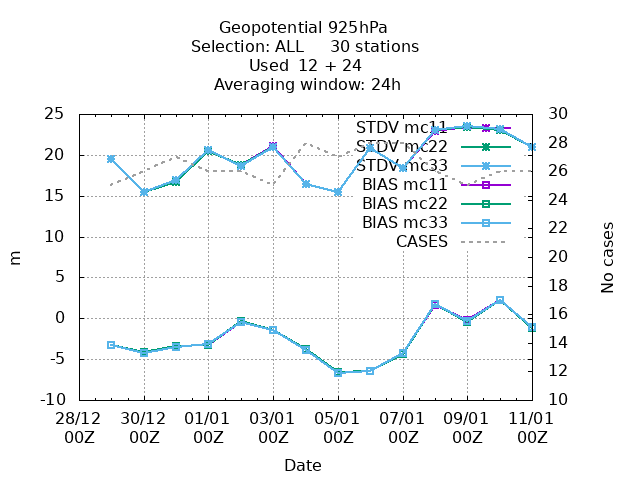 Geopotential 925hPa
Selection: ALL 30 stations
Used 12 + 24
Averaging window: 24h
25
20
15
10
5
0
-5
-10
m
STDV mc11
STDV mc22
STDV mc33
BIAS mc11
BIAS mc22
BIAS mc33
CASES
30
28
26
24
22
20
18
16
14
12
10
No cases
28/12 30/12 01/01 03/01 05/01 07/01 09/01 11/01
00Z 00Z 00Z 00Z 00Z 00Z 00Z 00Z
Date